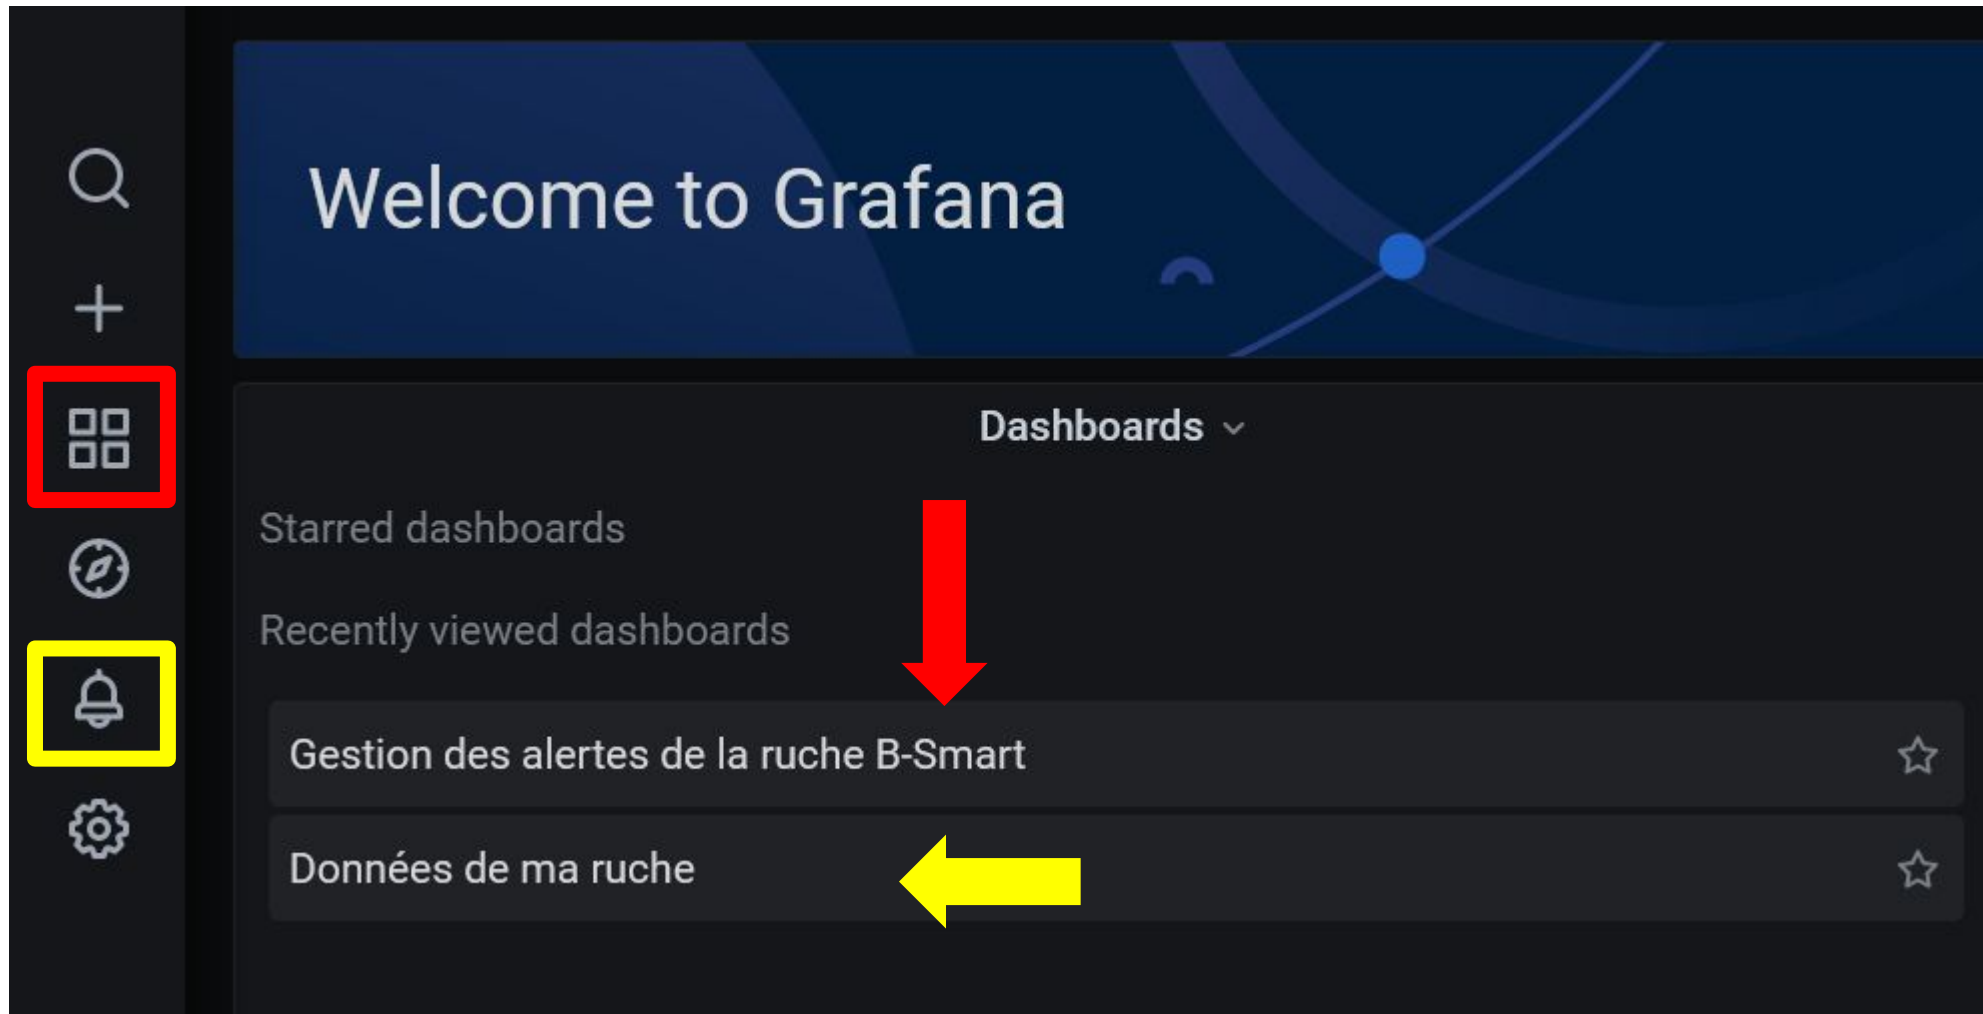 Welcome to Grafana
Dashboards
Starred dashboards
Recently viewed dashboards
Gestion des alertes de la ruche B-Smart
Données de ma ruche